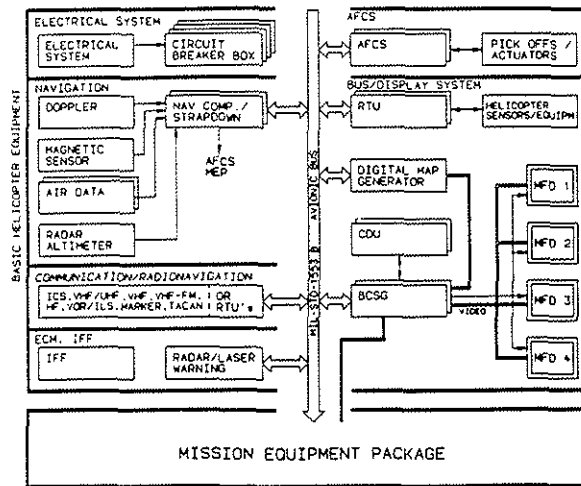 ELECTRICAL SYSTEM
ELECTRICAL
SYSTEM
CIRCUIT
BREAKER BOX
NAVIGATION
DOPPLER
NAV COMP./
STRAPDOWN
MAGNETIC
SENSOR
AFCS
MEP
AIR DATA
RADAR
ALTIMETER
COMMUNICATION/RADIONAVIGATION
ICS,VHF/UHF,VHF,VHF-FM, OR
HF,VOR/ILS,MARKER,TACAN RTU's
ECM, IFF
IFF
RADAR/LASER
WARNING
BASIC HELICOPTER EQUIPMENT
MIL-STD-1553 B AVIONIC BUS
AFCS
AFCS
PICK OFFS /
ACTUATORS
BUS/DISPLAY SYSTEM
RTU
HELICOPTER
SENSORS/EQUIPM
DIGITAL MAP
GENERATOR
CDU
BCSG
VIDEO
MFD 1
MFD 2
MFD 3
MFD 4
MISSION EQUIPMENT PACKAGE